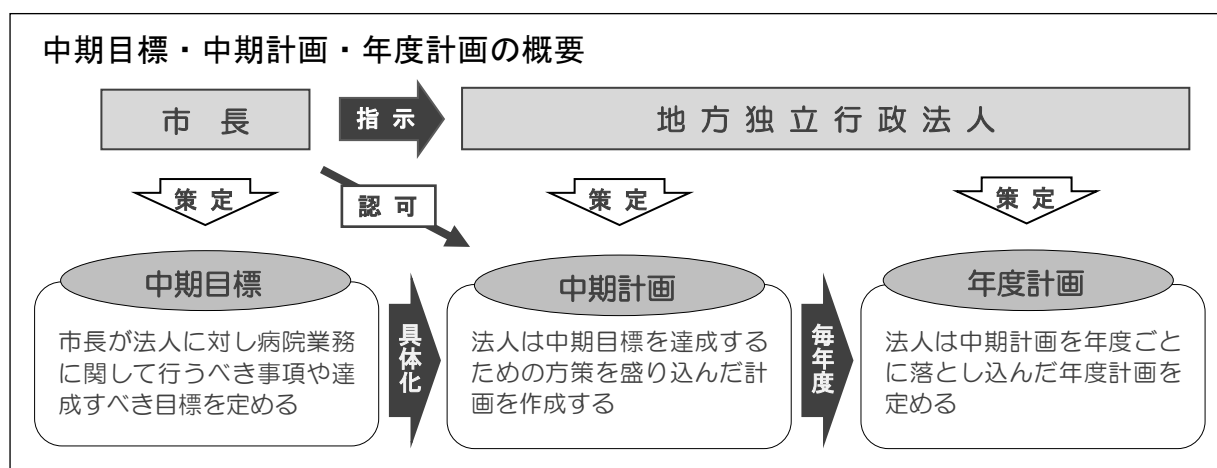 中期目標・中期計画・年度計画の概要
市 長
指 示
地 方 独 立 行 政 法 人
策 定
認 可
策 定
策 定
中期目標
市長が法人に対し病院業務
に関して行うべき事項や達
成すべき目標を定める
具体化
中期計画
法人は中期目標を達成する
ための方策を盛り込んだ計
画を作成する
毎年度
年度計画
法人は中期計画を年度ごと
に落とし込んだ年度計画を
定める